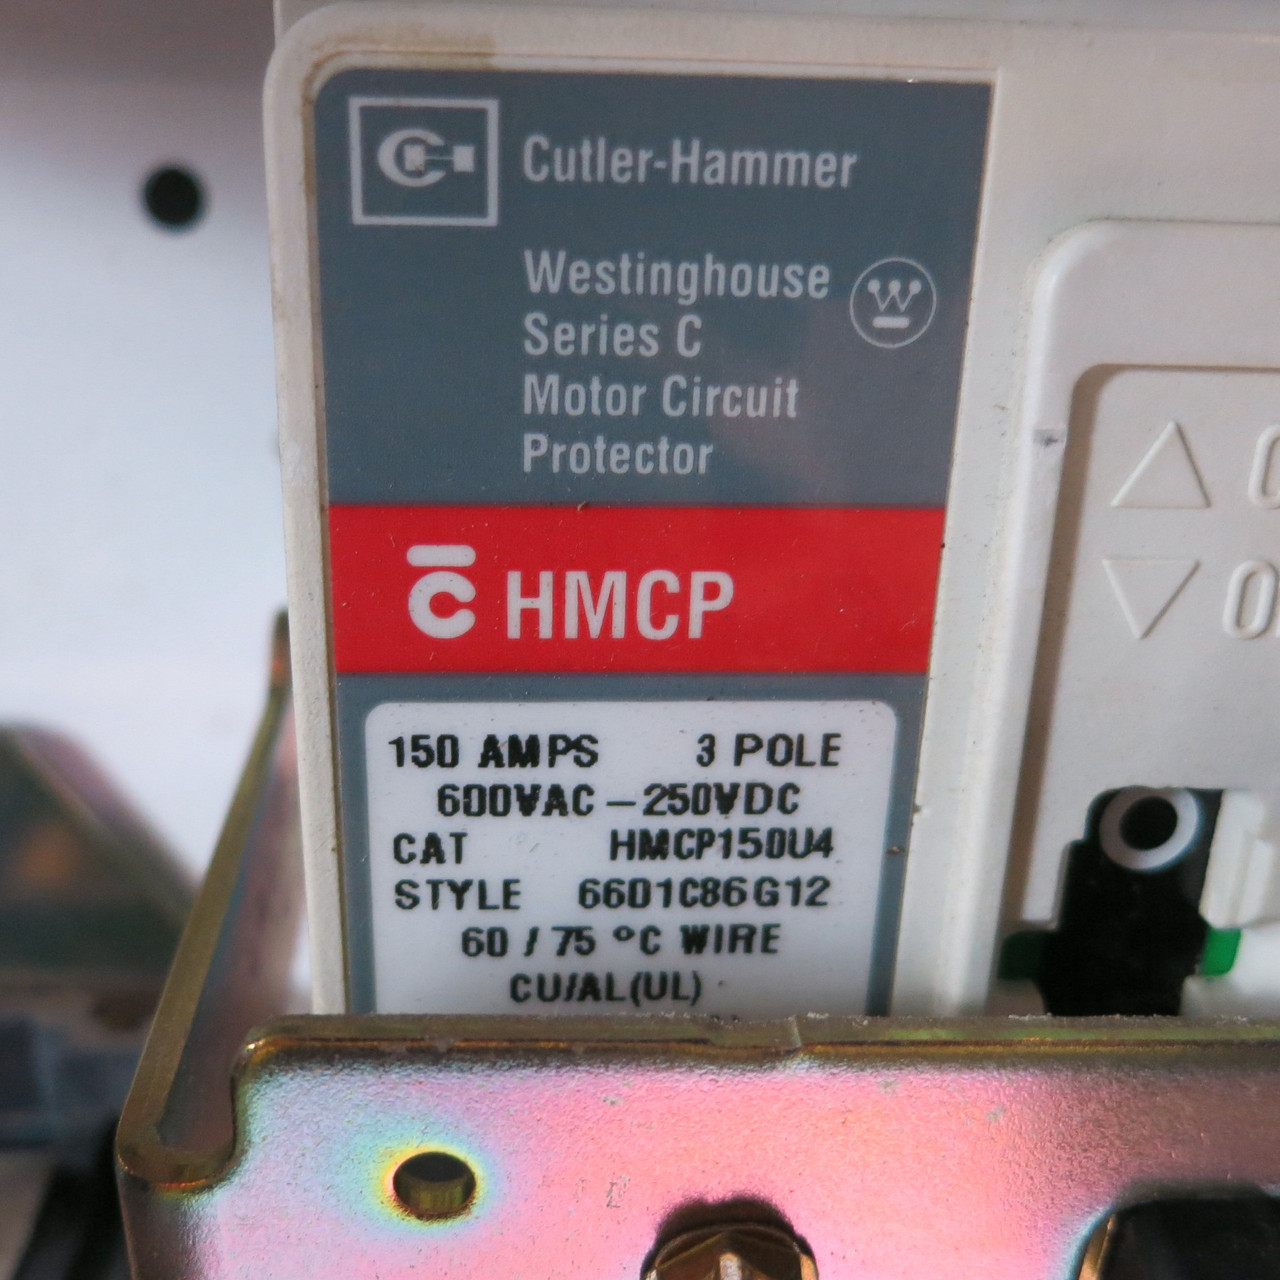 Cutler-Hammer
Westinghouse
Series C
Motor Circuit
Protector
W
C HMCP
150 AMPS 3 POLE
600VAC – 250VDC
CAT HMCP150U4
STYLE 6601C86G12
60 / 75 °C WIRE
CU/AL(UL)